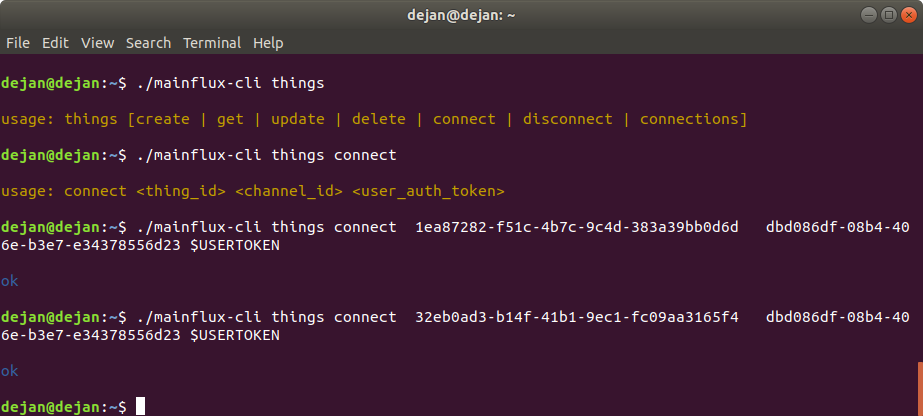 dejan@dejan: ~
File Edit View Search Terminal Help
dejan@dejan:~$ ./mainflux-cli things
usage: things [create | get | update | delete | connect | disconnect | connections]
dejan@dejan:~$ ./mainflux-cli things connect
usage: connect <thing_id> <channel_id> <user_auth_token>
dejan@dejan:~$ ./mainflux-cli things connect  1ea87282-f51c-4b7c-9c4d-383a39bb0d6d   dbd086df-08b4-40
6e-b3e7-e34378556d23 $USERTOKEN
ok
dejan@dejan:~$ ./mainflux-cli things connect  32eb0ad3-b14f-41b1-9ec1-fc09aa3165f4   dbd086df-08b4-40
6e-b3e7-e34378556d23 $USERTOKEN
ok
dejan@dejan:~$